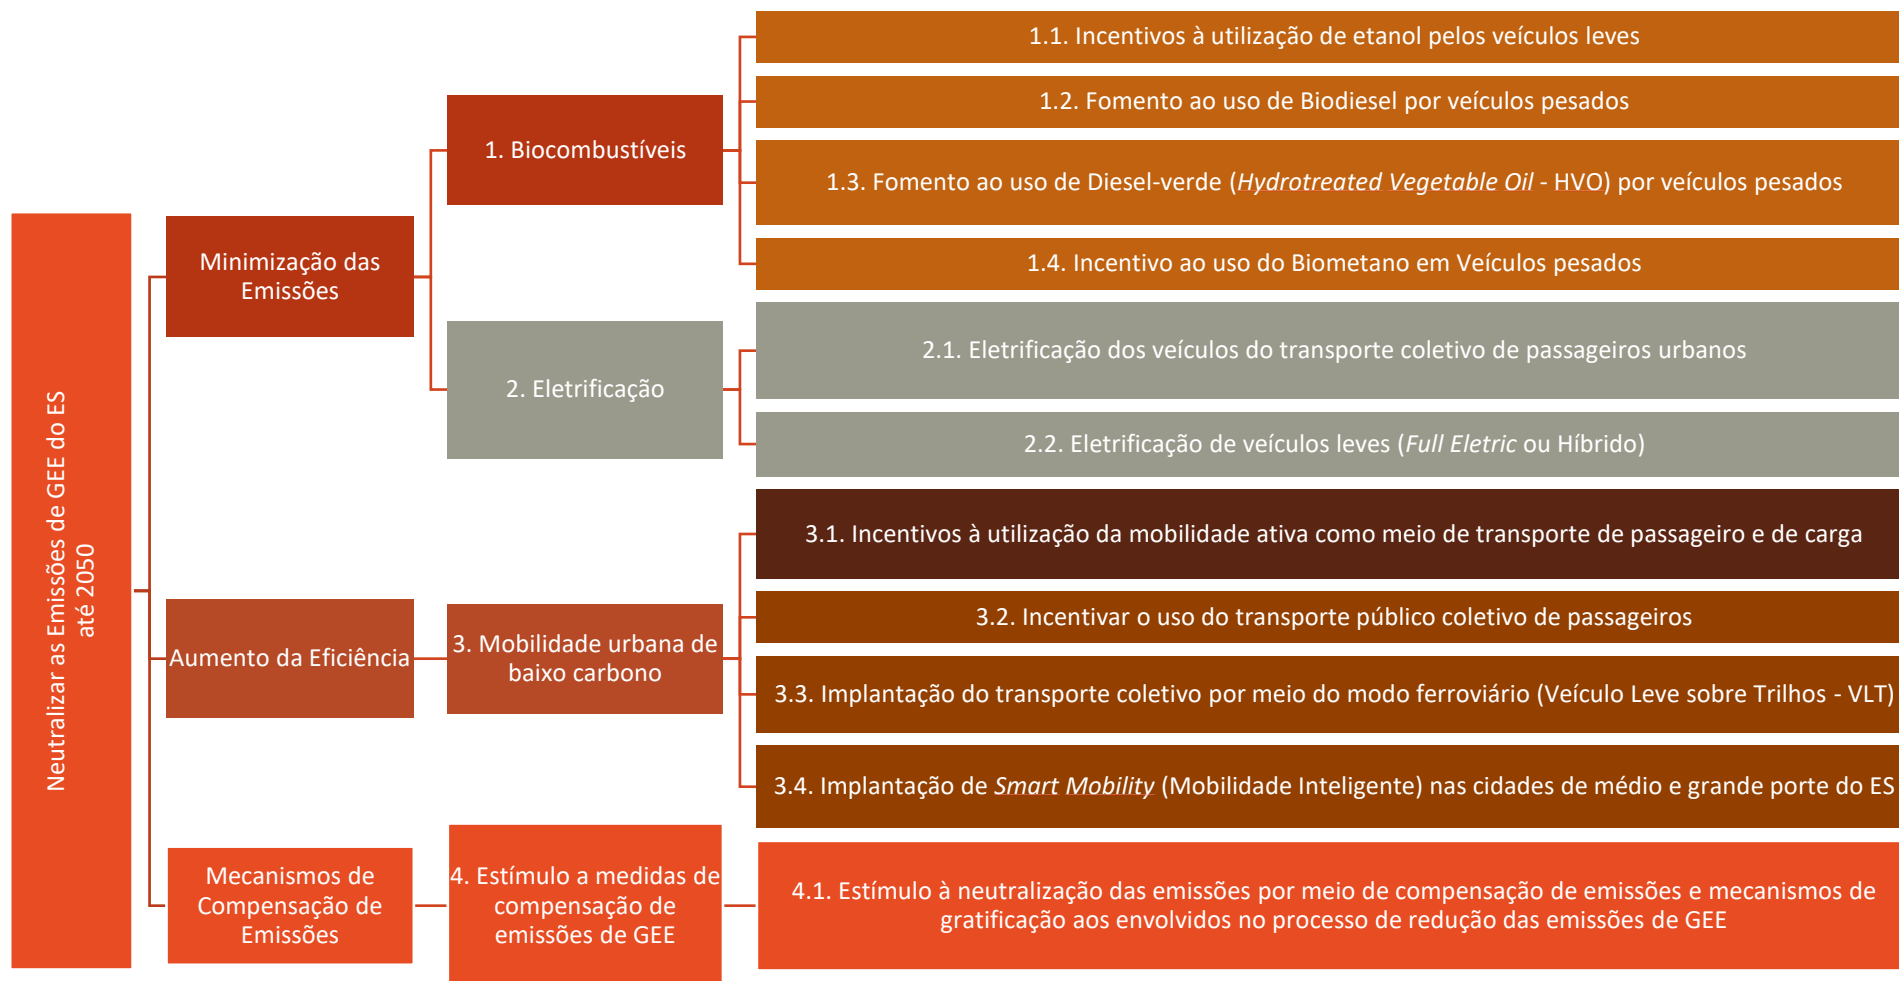 Neutralizar as Emissões de GEE do ES
até 2050
Minimização das
Emissões
1. Biocombustíveis
1.1. Incentivos à utilização de etanol pelos veículos leves
1.2. Fomento ao uso de Biodiesel por veículos pesados
1.3. Fomento ao uso de Diesel-verde (Hydrotreated Vegetable Oil - HVO) por veículos pesados
1.4. Incentivo ao uso do Biometano em Veículos pesados
2. Eletrificação
2.1. Eletrificação dos veículos do transporte coletivo de passageiros urbanos
2.2. Eletrificação de veículos leves (Full Eletric ou Híbrido)
Aumento da Eficiência
3. Mobilidade urbana de
baixo carbono
3.1. Incentivos à utilização da mobilidade ativa como meio de transporte de passageiro e de carga
3.2. Incentivar o uso do transporte público coletivo de passageiros
3.3. Implantação do transporte coletivo por meio do modo ferroviário (Veículo Leve sobre Trilhos - VLT)
3.4. Implantação de Smart Mobility (Mobilidade Inteligente) nas cidades de médio e grande porte do ES
Mecanismos de
Compensação de
Emissões
4. Estímulo a medidas de
compensação de
emissões de GEE
4.1. Estímulo à neutralização das emissões por meio de compensação de emissões e mecanismos de
gratificação aos envolvidos no processo de redução das emissões de GEE